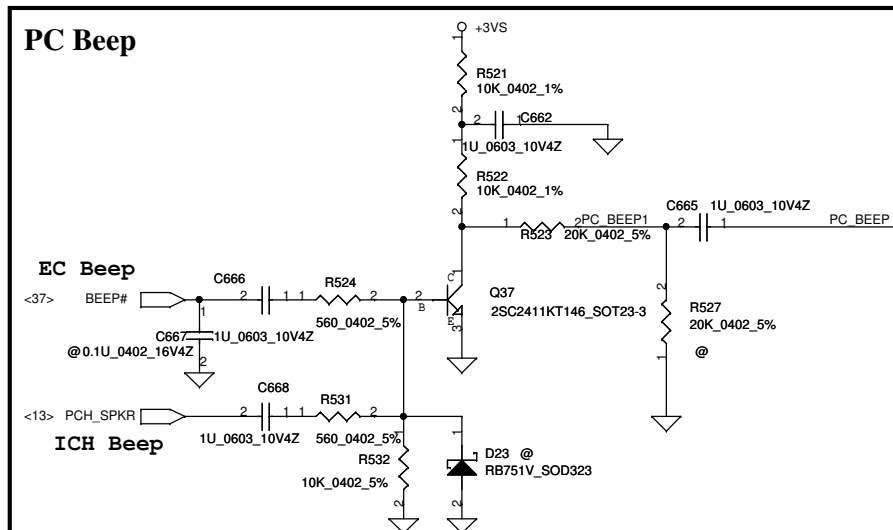 PC Beep
+3VS
1
R521
10K_0402_1%
2
2 1 C662
1U_0603_10V4Z
1
R522
10K_0402_1%
2
1 2 PC_BEEP1
R523 20K_0402_5%
C665 1U_0603_10V4Z
2 1
PC_BEEP
EC Beep
<37> BEEP#
C666
2 1
1U_0603_10V4Z
1 R524 2
560_0402_5%
1
C667
@ 0.1U_0402_16V4Z
2
2
B
C
1
E
3
Q37
2SC2411KT146_SOT23-3
2
R527
20K_0402_5%
1
@
<13> PCH_SPKR
ICH Beep
C668
2 1
1U_0603_10V4Z
1 R531 2
560_0402_5%
1
R532
10K_0402_5%
2
1
D23 @
RB751V_SOD323
2